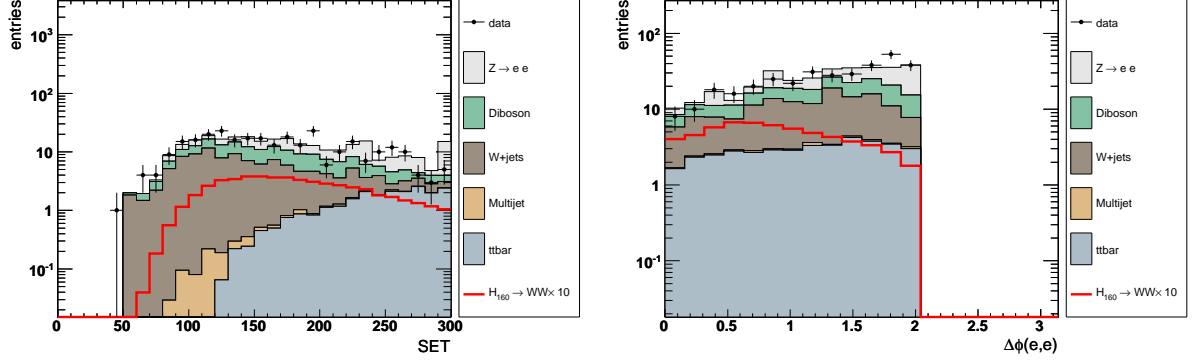 entries
10³
10²
10
1
10⁻¹
0 50 100 150 200 250 300
SET
data
Z → e e
Diboson
W+jets
Multijet
ttbar
H₁₆₀ → WW× 10
entries
10²
10
1
10⁻¹
0 0.5 1 1.5 2 2.5 3
Δϕ(e,e)
data
Z → e e
Diboson
W+jets
Multijet
ttbar
H₁₆₀ → WW× 10